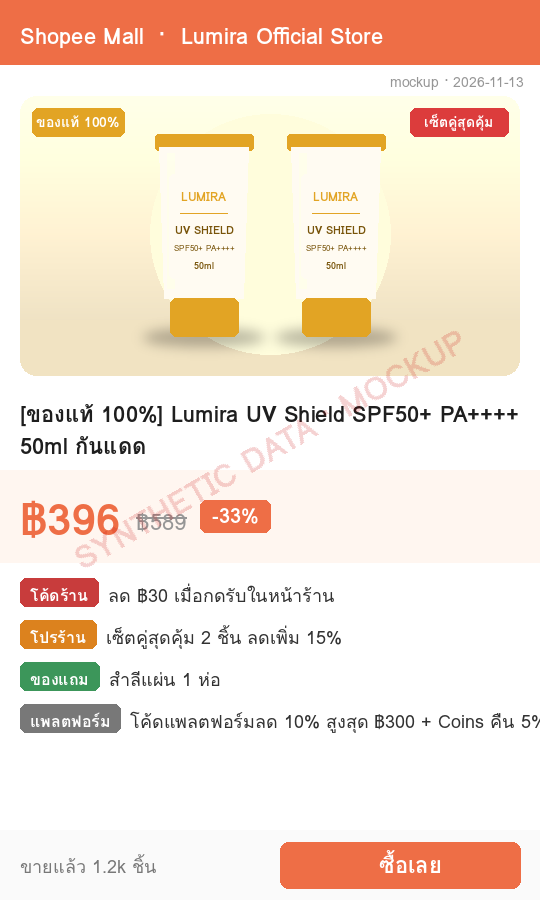 Shopee Mall · Lumira Official Store
mockup · 2026-11-13
ของแท้ 100%
เซ็ตคู่สุดคุ้ม
LUMIRA
UV SHIELD
SPF50+ PA++++
50ml
LUMIRA
UV SHIELD
SPF50+ PA++++
50ml
[ของแท้ 100%] Lumira UV Shield SPF50+ PA++++
50ml กันแดด
SYNTHETIC DATA · MOCKUP
฿396 ฿589 -33%
โค้ดร้าน ลด ฿30 เมื่อกดรับในหน้าร้าน
โปรร้าน เซ็ตคู่สุดคุ้ม 2 ชิ้น ลดเพิ่ม 15%
ของแถม สำลีแผ่น 1 ห่อ
แพลตฟอร์ม โค้ดแพลตฟอร์มลด 10% สูงสุด ฿300 + Coins คืน 5%
ขายแล้ว 1.2k ชิ้น
ซื้อเลย